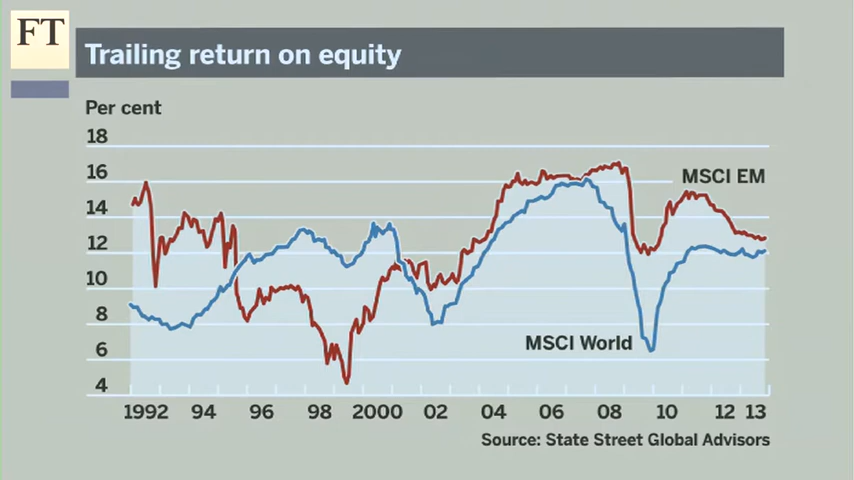 FT
Trailing return on equity
Per cent
18
16
MSCI EM
14
12
10
8
MSCI World
6
4
1992 94 96 98 2000 02 04 06 08 10 12 13
Source: State Street Global Advisors